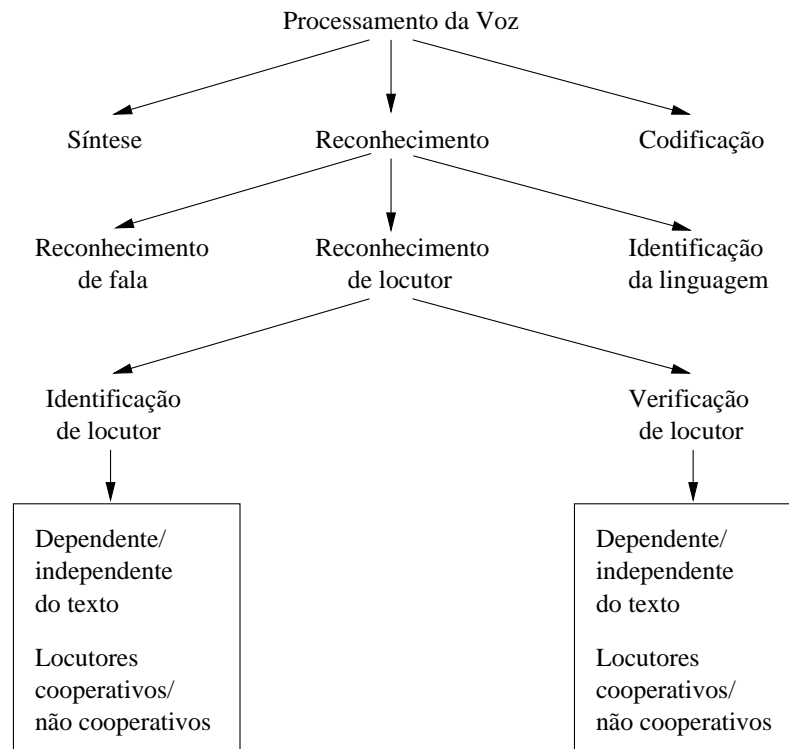 Processamento da Voz
Síntese
Reconhecimento
Codificação
Reconhecimento
de fala
Reconhecimento
de locutor
Identificação
da linguagem
Identificação
de locutor
Verificação
de locutor
Dependente/
independente
do texto
Locutores
cooperativos/
não cooperativos
Dependente/
independente
do texto
Locutores
cooperativos/
não cooperativos